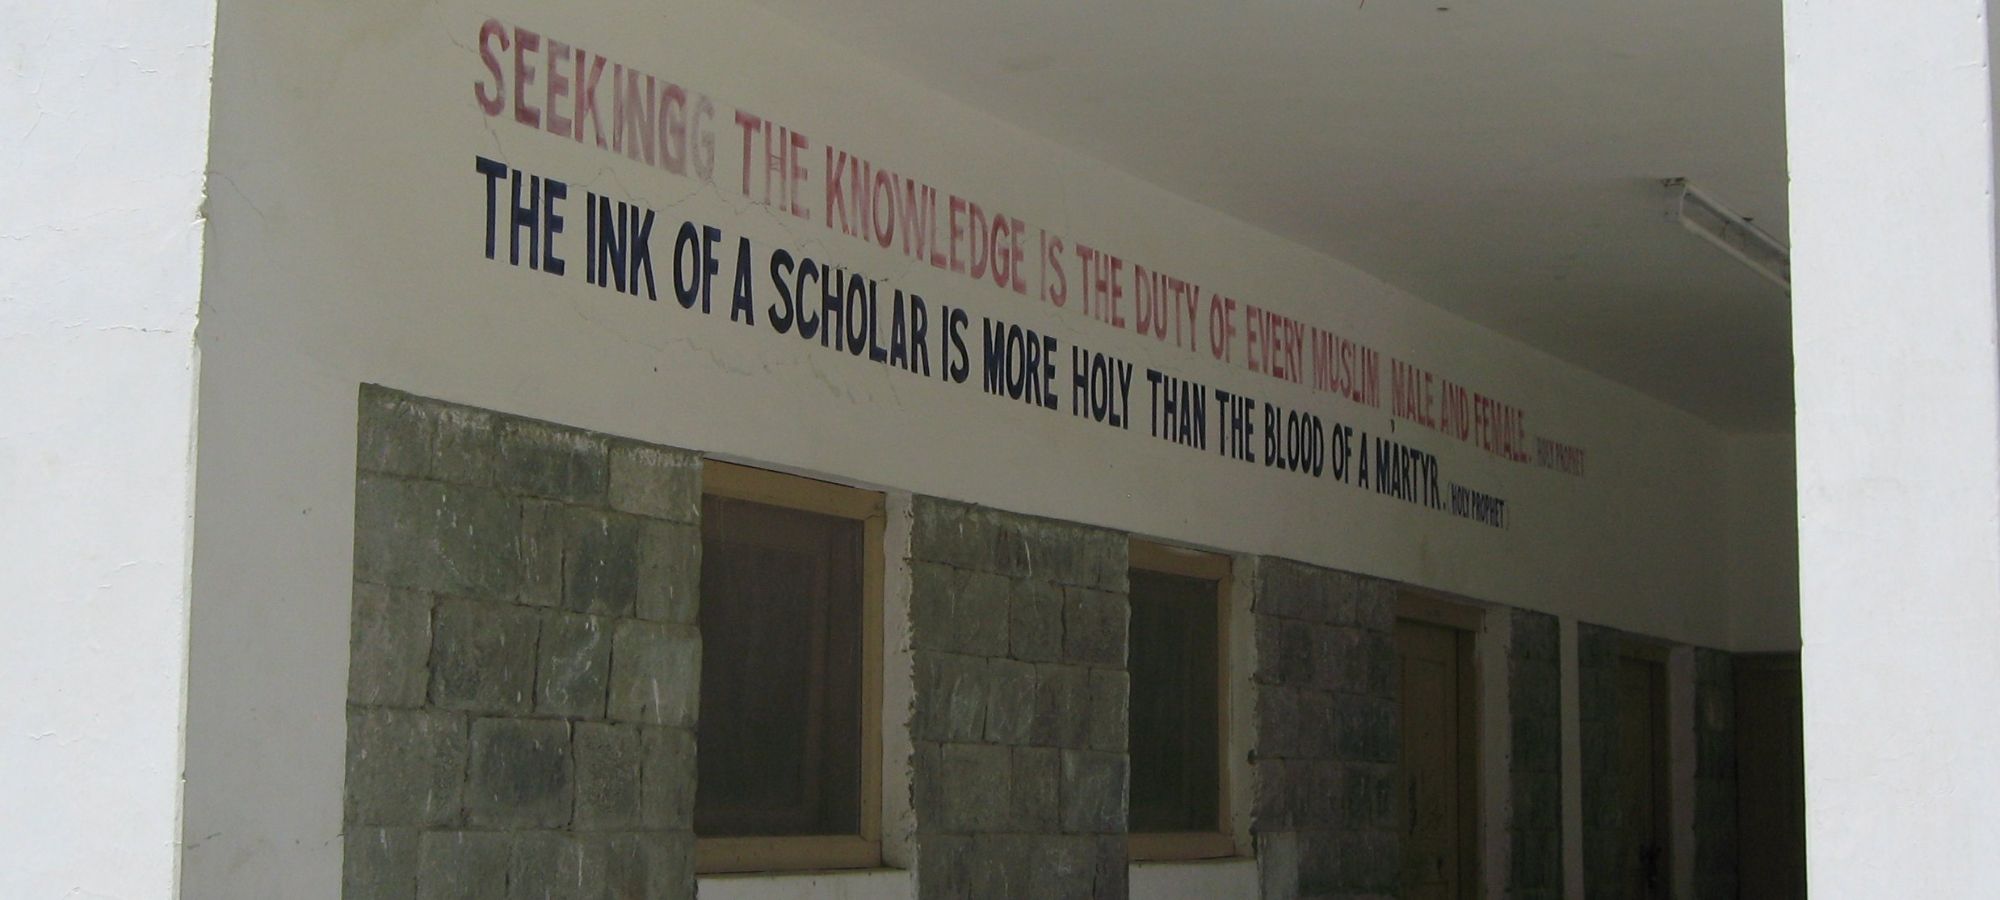 SEEKING THE KNOWLEDGE IS THE DUTY OF EVERY MUSLIM, MALE AND FEMALE. (HOLY PROPHET)
THE INK OF A SCHOLAR IS MORE HOLY THAN THE BLOOD OF A MARTYR. (HOLY PROPHET)